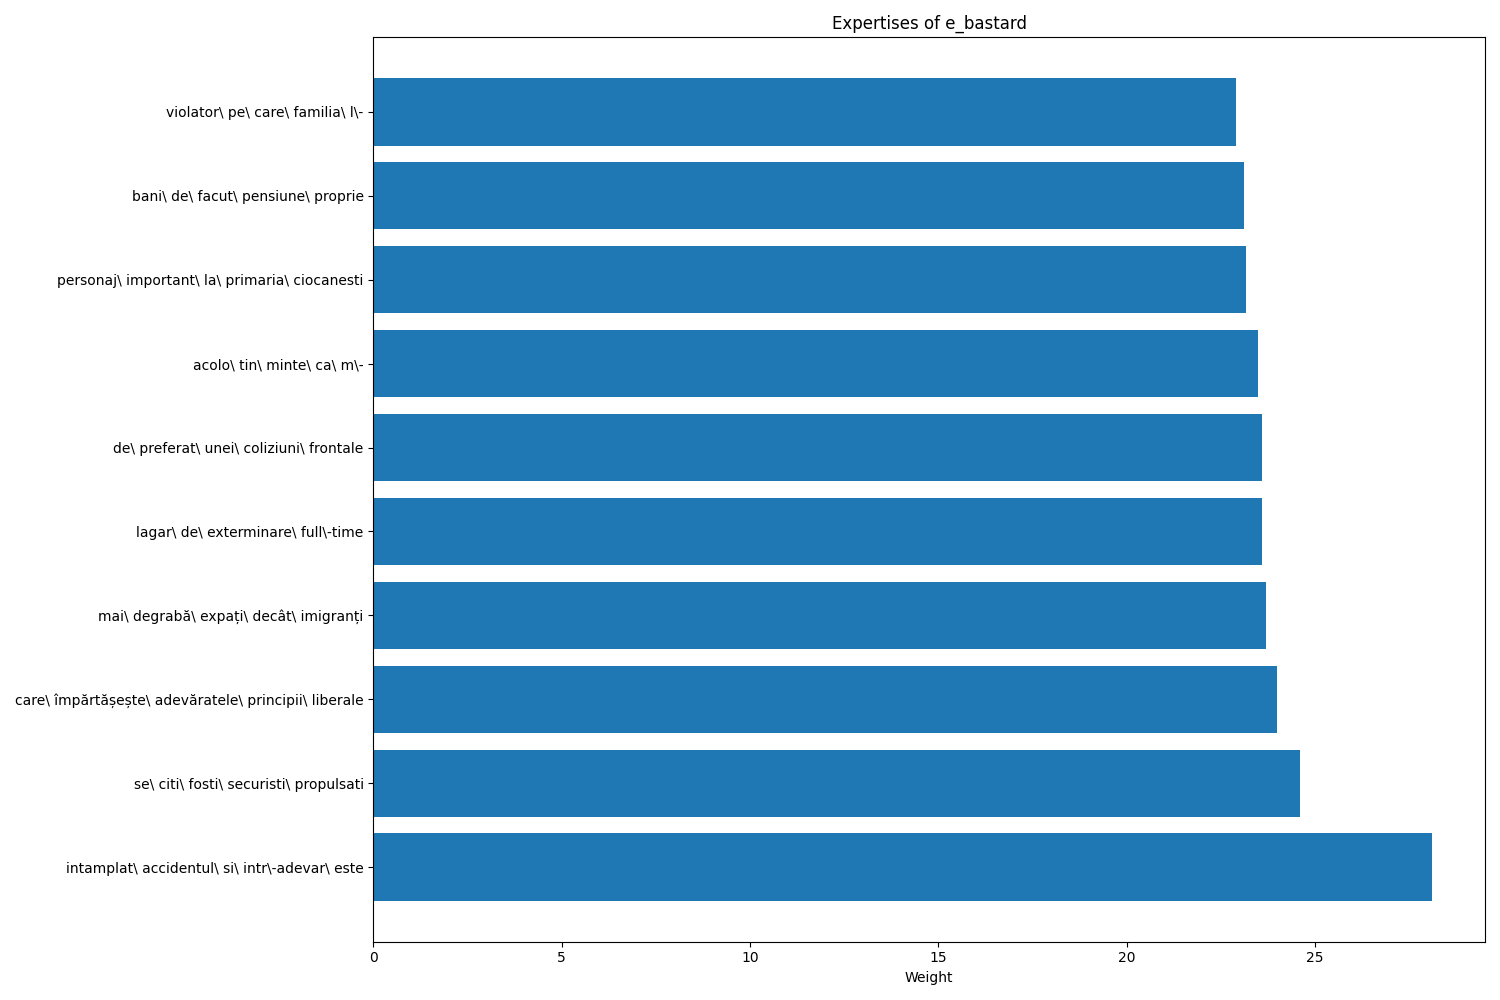 Expertises of e_bastard
violator\ pe\ care\ familia\ l\-
bani\ de\ facut\ pensiune\ proprie
personaj\ important\ la\ primaria\ ciocanesti
acolo\ tin\ minte\ ca\ m\-
de\ preferat\ unei\ coliziuni\ frontale
lagar\ de\ exterminare\ full\-time
mai\ degrabă\ expați\ decât\ imigranți
care\ împărtășește\ adevăratele\ principii\ liberale
se\ citi\ fosti\ securisti\ propulsati
intamplat\ accidentul\ si\ intr\-adevar\ este
0 5 10 15 20 25
Weight